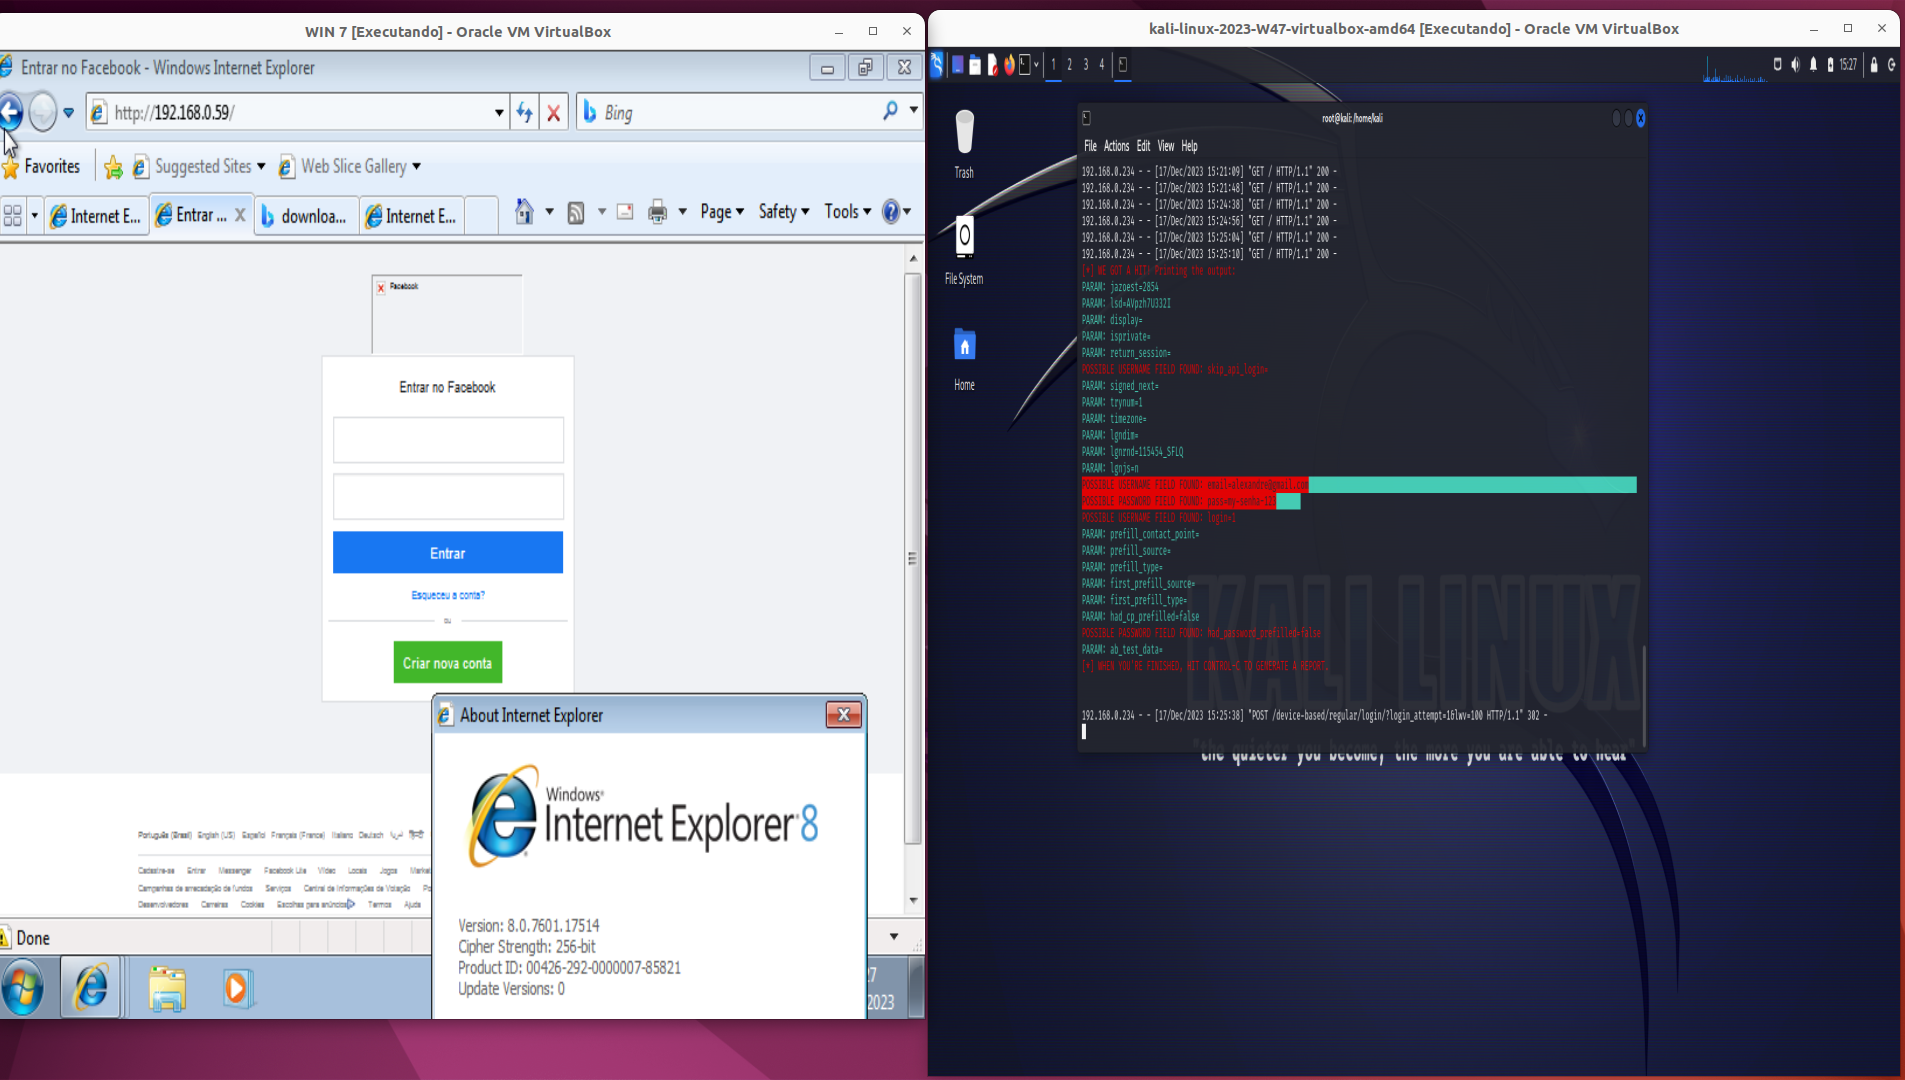 WIN 7 [Executando] - Oracle VM VirtualBox
Entrar no Facebook - Windows Internet Explorer
http://192.168.0.59/
Bing
Favorites
Suggested Sites
Web Slice Gallery
Internet E...
Entrar ...
downloa...
Internet E...
Page
Safety
Tools
Facebook
Entrar no Facebook
Entrar
Esqueceu a conta?
ou
Criar nova conta
Português (Brasil) English (US) Español Français (France) Italiano Deutsch
Cadastre-se Entrar Messenger Facebook Lite Vídeo Locais Jogos Market
Campanhas de arrecadação de fundos Serviços Central de Informações de Votação Po
Desenvolvedores Carreiras Cookies Escolhas para anúncios Termos Ajuda
About Internet Explorer
Windows
Internet Explorer 8
Version: 8.0.7601.17514
Cipher Strength: 256-bit
Product ID: 00426-292-0000007-85821
Update Versions: 0
Done
27
2023
kali-linux-2023-W47-virtualbox-amd64 [Executando] - Oracle VM VirtualBox
1 2 3 4
15:27
Trash
File System
Home
root@kali: /home/kali
File Actions Edit View Help
192.168.0.234 - - [17/Dec/2023 15:21:09] "GET / HTTP/1.1" 200 -
192.168.0.234 - - [17/Dec/2023 15:21:48] "GET / HTTP/1.1" 200 -
192.168.0.234 - - [17/Dec/2023 15:24:38] "GET / HTTP/1.1" 200 -
192.168.0.234 - - [17/Dec/2023 15:24:56] "GET / HTTP/1.1" 200 -
192.168.0.234 - - [17/Dec/2023 15:25:04] "GET / HTTP/1.1" 200 -
192.168.0.234 - - [17/Dec/2023 15:25:10] "GET / HTTP/1.1" 200 -
[*] WE GOT A HIT! Printing the output:
PARAM: jazoest=2854
PARAM: lsd=AVpzh7U332I
PARAM: display=
PARAM: isprivate=
PARAM: return_session=
POSSIBLE USERNAME FIELD FOUND: skip_api_login=
PARAM: signed_next=
PARAM: trynum=1
PARAM: timezone=
PARAM: lgndim=
PARAM: lgnrnd=115454_SFLQ
PARAM: lgnjs=n
POSSIBLE USERNAME FIELD FOUND: email=alexandre@gmail.com
POSSIBLE PASSWORD FIELD FOUND: pass=my-senha-123
POSSIBLE USERNAME FIELD FOUND: login=1
PARAM: prefill_contact_point=
PARAM: prefill_source=
PARAM: prefill_type=
PARAM: first_prefill_source=
PARAM: first_prefill_type=
PARAM: had_cp_prefilled=false
POSSIBLE PASSWORD FIELD FOUND: had_password_prefilled=false
PARAM: ab_test_data=
[*] WHEN YOU'RE FINISHED, HIT CONTROL-C TO GENERATE A REPORT.
192.168.0.234 - - [17/Dec/2023 15:25:38] "POST /device-based/regular/login/?login_attempt=1&lwv=100 HTTP/1.1" 302 -
KALI LINUX
"the quieter you become, the more you are able to hear"